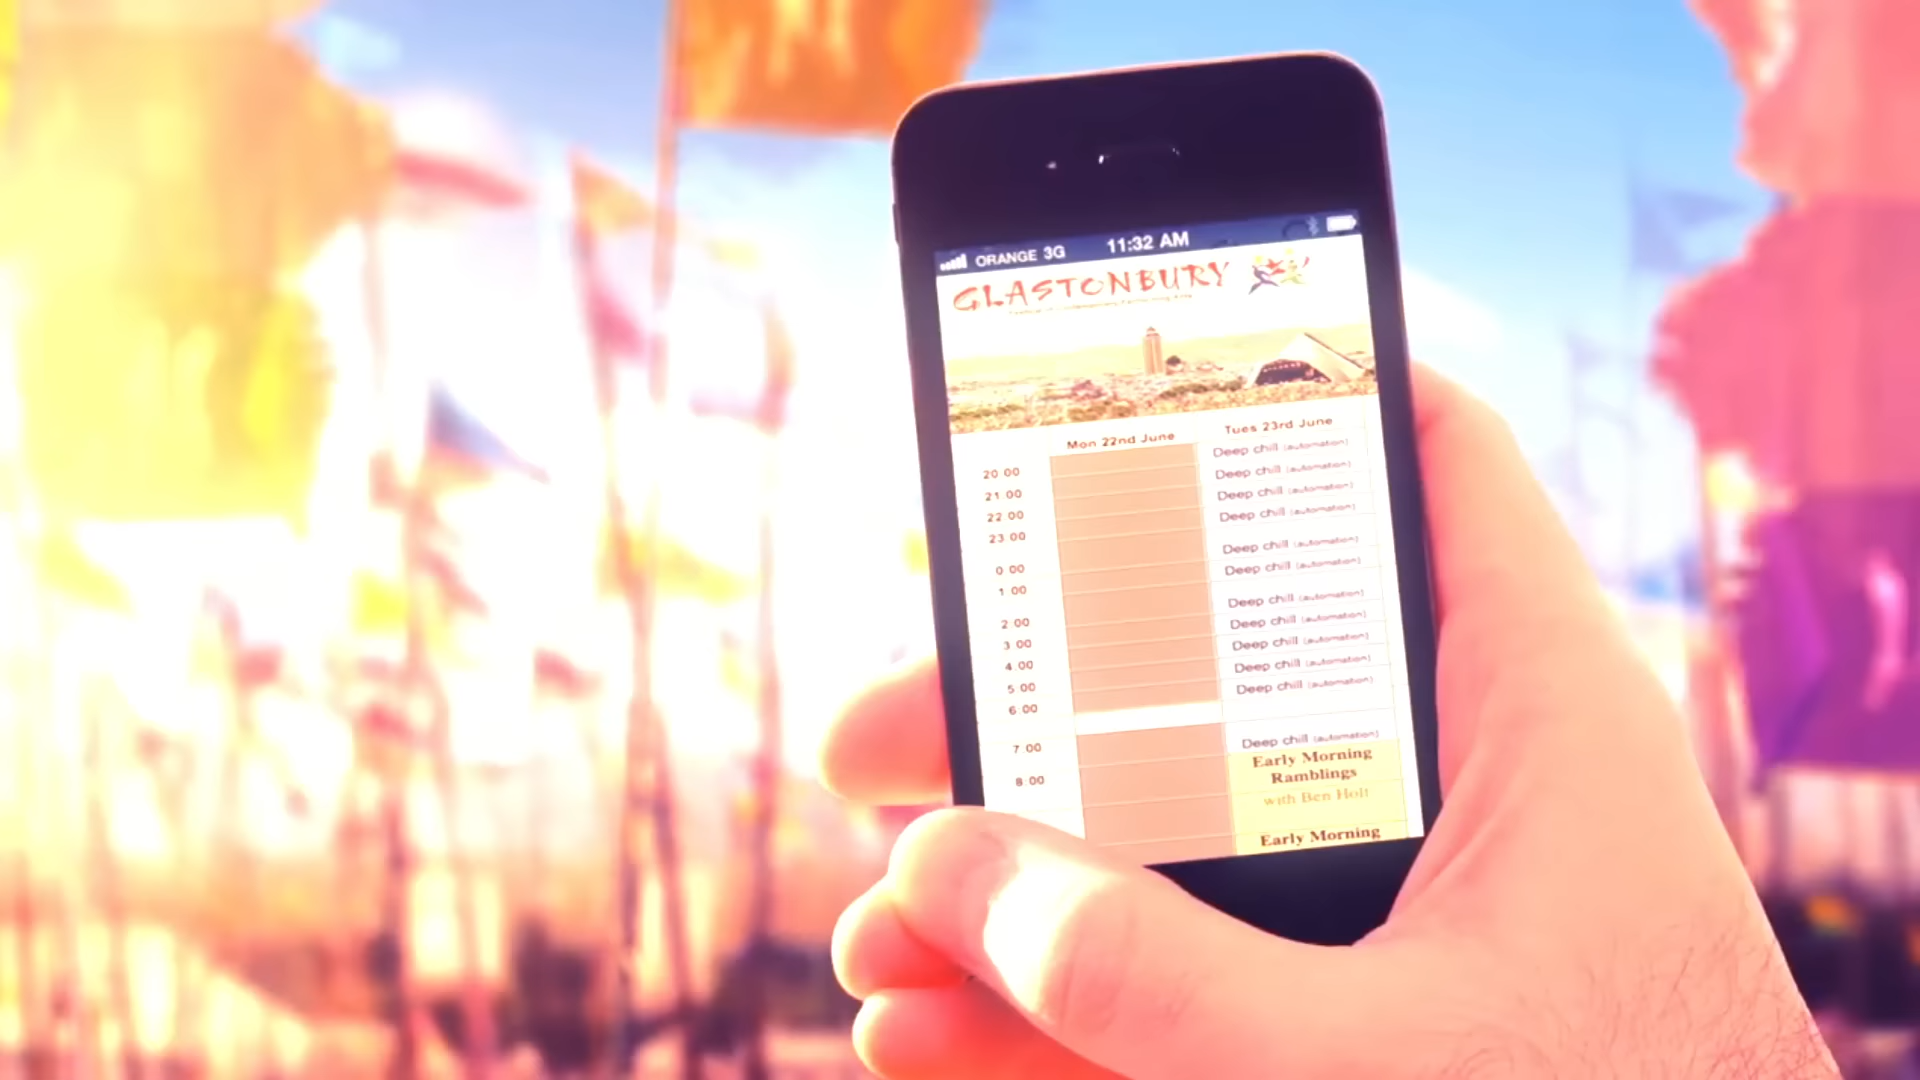 ORANGE 3G 11:32 AM
GLASTONBURY
Mon 22nd June Tues 23rd June
Deep chill (automation)
20 00 Deep chill (automation)
21 00 Deep chill (automation)
22 00 Deep chill (automation)
23 00
Deep chill (automation)
0 00 Deep chill (automation)
1 00
Deep chill (automation)
2 00 Deep chill (automation)
3 00 Deep chill (automation)
4.00 Deep chill (automation)
5 00 Deep chill (automation)
6:00
7:00 Deep chill (automation)
Early Morning
8:00 Ramblings
with Ben Holt
Early Morning